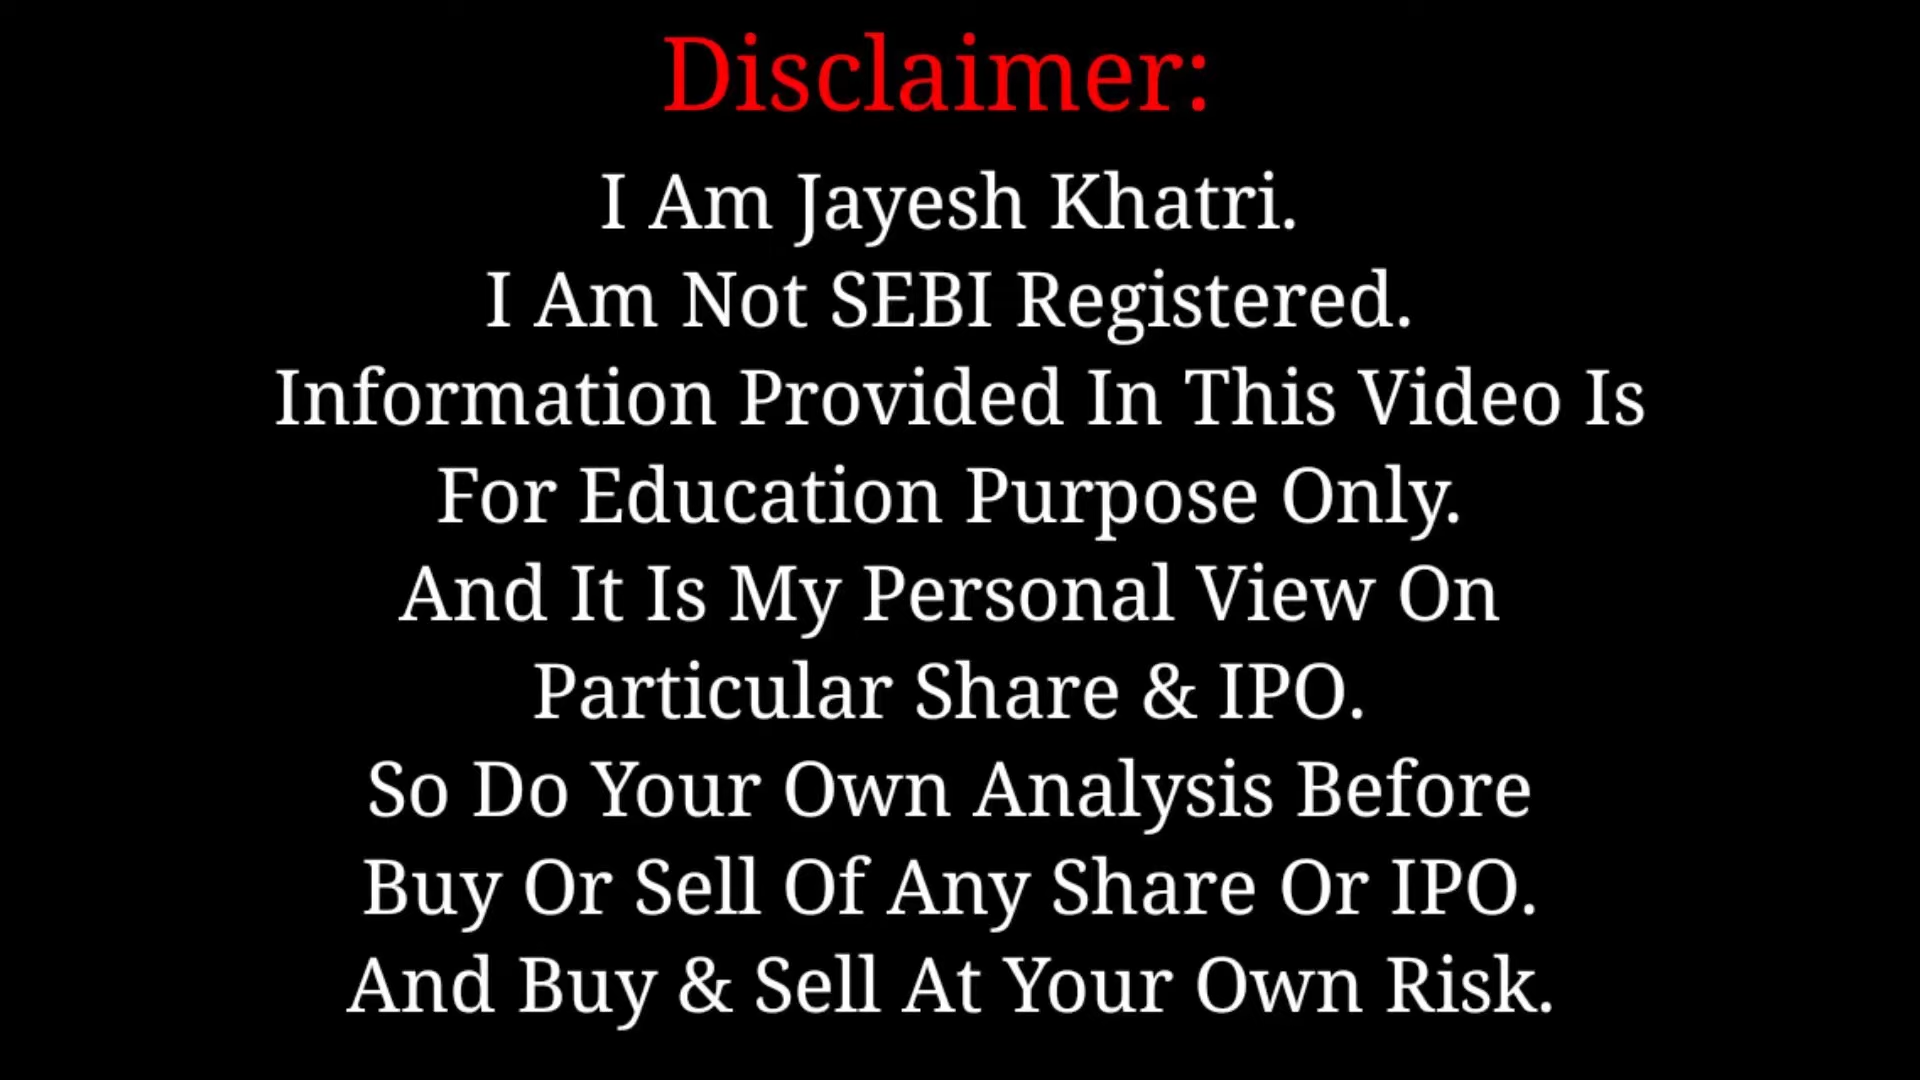 Disclaimer:
I Am Jayesh Khatri.
I Am Not SEBI Registered.
Information Provided In This Video Is
For Education Purpose Only.
And It Is My Personal View On
Particular Share & IPO.
So Do Your Own Analysis Before
Buy Or Sell Of Any Share Or IPO.
And Buy & Sell At Your Own Risk.